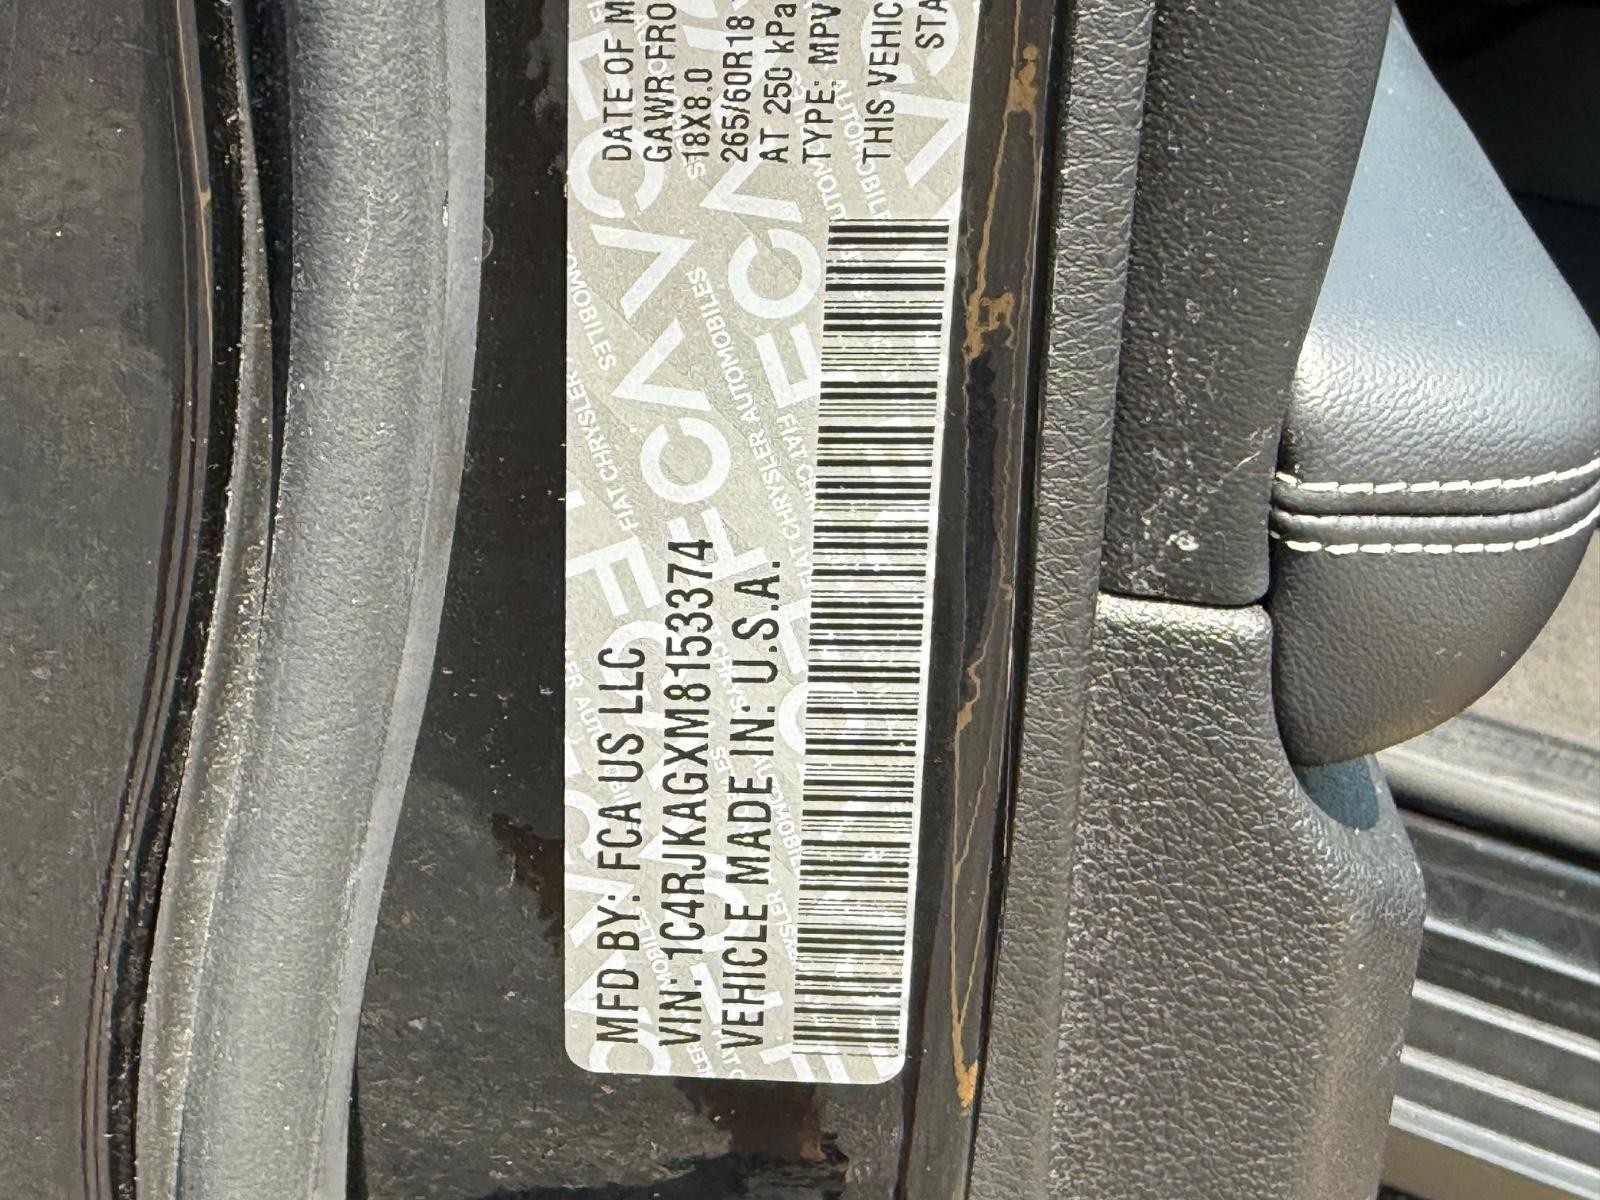 MFD BY: FCA US LLC
VIN: 1C4RJKAGXM8153374
VEHICLE MADE IN: U.S.A.
DATE OF M
GAWR FRO
18X8.0
265/60R18
AT 250 kPa
TYPE: MPV
THIS VEHIC
STA
FCA
FIAT CHRYSLER AUTOMOBILES